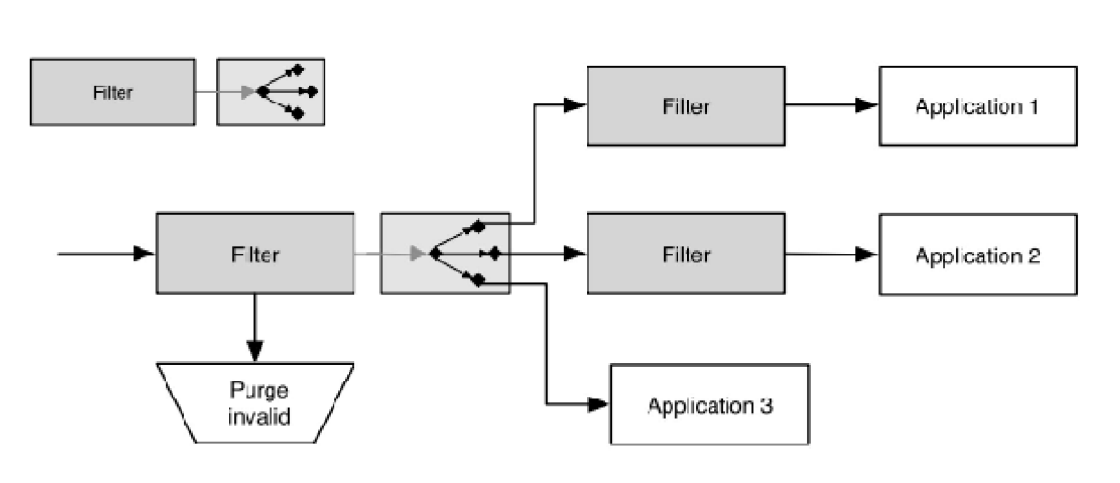 Filter
Filter
Application 1
Filter
Filter
Application 2
Purge
invalid
Application 3